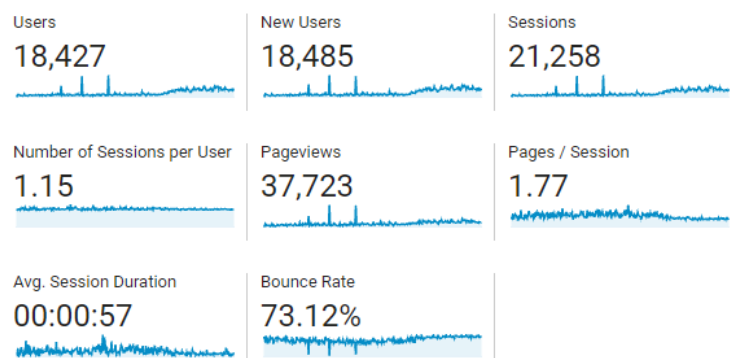 Users
18,427
New Users
18,485
Sessions
21,258
Number of Sessions per User
1.15
Pageviews
37,723
Pages / Session
1.77
Avg. Session Duration
00:00:57
Bounce Rate
73.12%